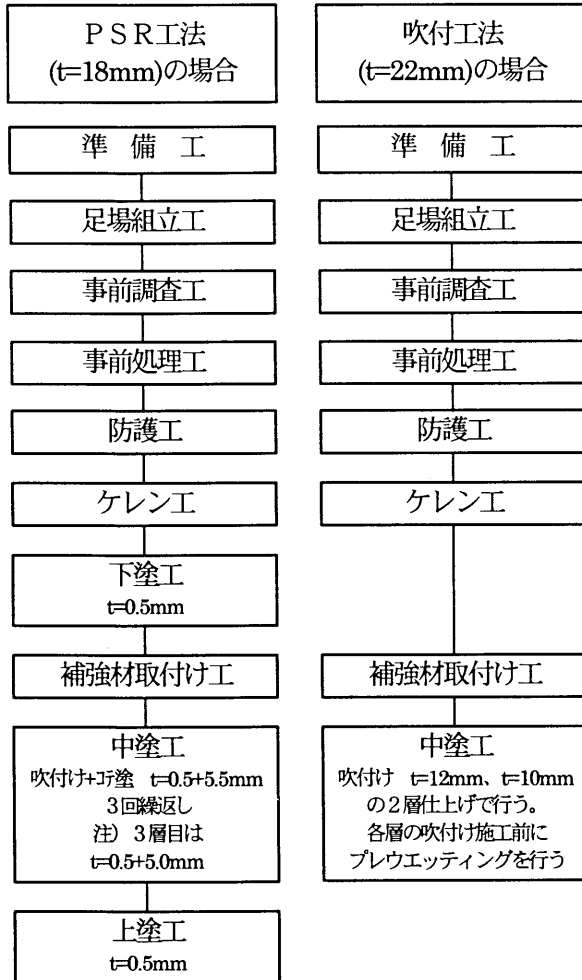 ＰＳＲ工法
(t=18mm)の場合
準　備　工
足場組立工
事前調査工
事前処理工
防護工
ケレン工
下塗工
t=0.5mm
補強材取付け工
中塗工
吹付け+ｺﾃ塗　t=0.5+5.5mm
３回繰返し
注）３層目は
t=0.5+5.0mm
上塗工
t=0.5mm
吹付工法
(t=22mm)の場合
準　備　工
足場組立工
事前調査工
事前処理工
防護工
ケレン工
補強材取付け工
中塗工
吹付け　t=12mm、t=10mm
の２層仕上げで行う。
各層の吹付け施工前に
プレウエッティングを行う